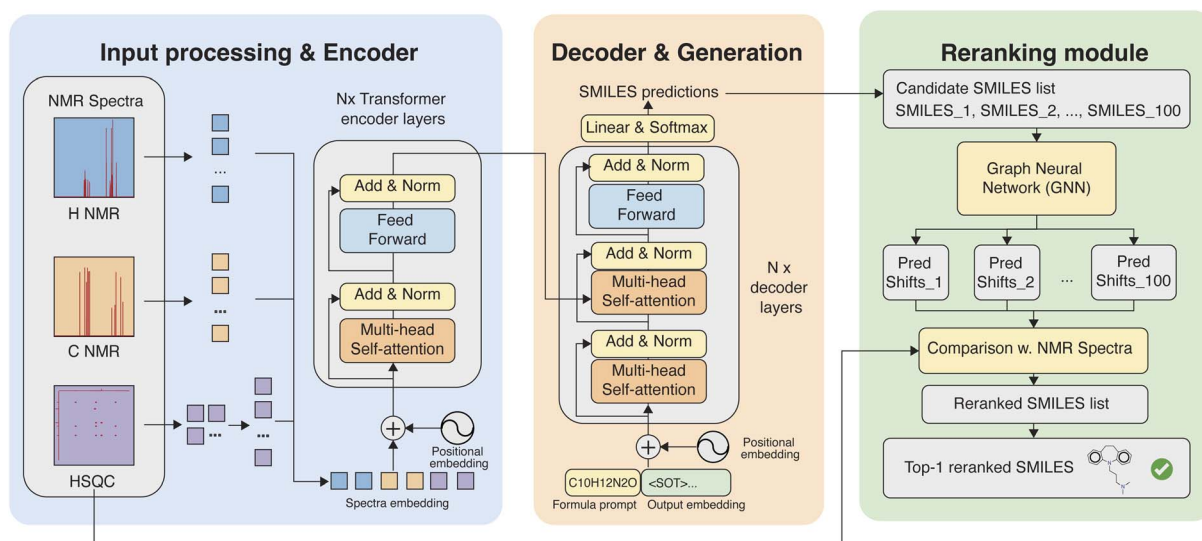 Input processing & Encoder
NMR Spectra
H NMR
...
C NMR
...
HSQC
...
...
Nx Transformer
encoder layers
Add & Norm
Feed
Forward
Add & Norm
Multi-head
Self-attention
+
Positional
embedding
Spectra embedding
Decoder & Generation
SMILES predictions
Linear & Softmax
Add & Norm
Feed
Forward
Add & Norm
Multi-head
Self-attention
Add & Norm
Multi-head
Self-attention
N x
decoder
layers
+
Positional
embedding
C10H12N2O
<SOT>...
Formula prompt
Output embedding
Reranking module
Candidate SMILES list
SMILES_1, SMILES_2, ..., SMILES_100
Graph Neural
Network (GNN)
Pred
Shifts_1
Pred
Shifts_2
...
Pred
Shifts_100
Comparison w. NMR Spectra
Reranked SMILES list
Top-1 reranked SMILES